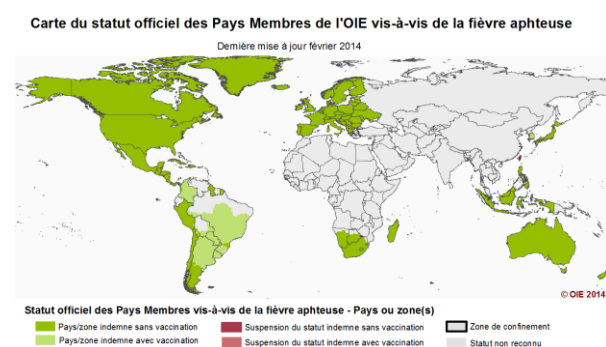 Carte du statut officiel des Pays Membres de l'OIE vis-à-vis de la fièvre aphteuse
Dernière mise à jour février 2014
© OIE 2014
Statut officiel des Pays Membres vis-à-vis de la fièvre aphteuse - Pays ou zone(s)
Pays/zone indemne sans vaccination
Suspension du statut indemne sans vaccination
Zone de confinement
Pays/zone indemne avec vaccination
Suspension du statut indemne avec vaccination
Statut non reconnu